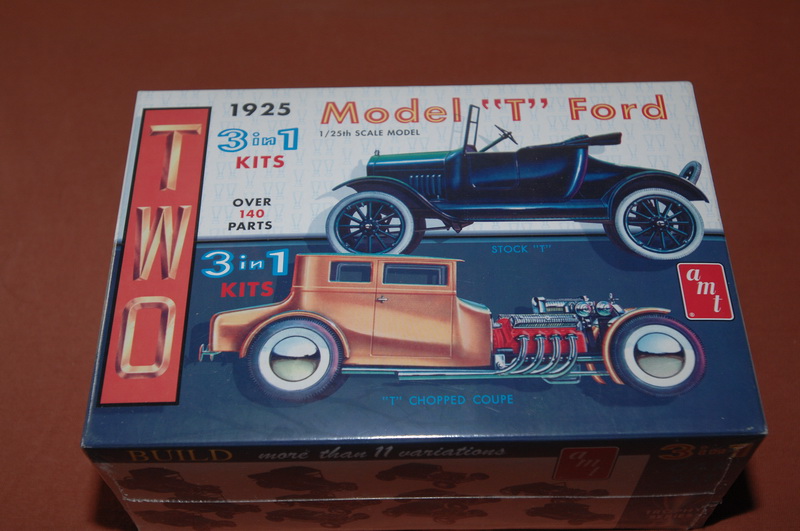 TWO
1925 Model "T" Ford
3 in 1
KITS
1/25th SCALE MODEL
OVER
140
PARTS
STOCK "T"
3 in 1
KITS
amt
®
"T" CHOPPED COUPE
BUILD more than 11 variations
amt
3 in 1